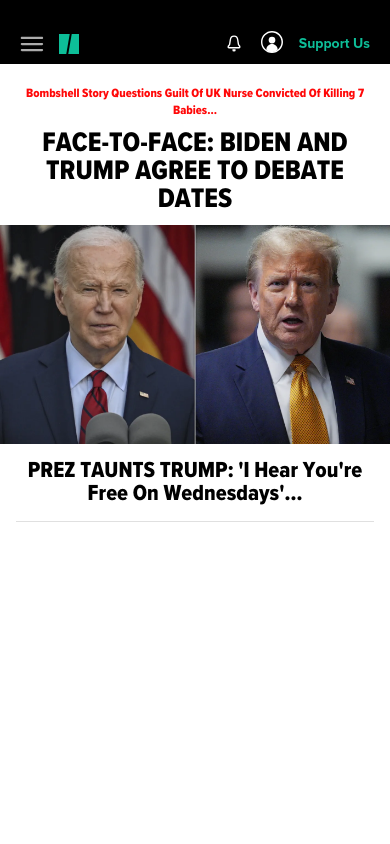 Support Us
Bombshell Story Questions Guilt Of UK Nurse Convicted Of Killing 7
Babies...
FACE-TO-FACE: BIDEN AND
TRUMP AGREE TO DEBATE
DATES
PREZ TAUNTS TRUMP: 'I Hear You're
Free On Wednesdays'...